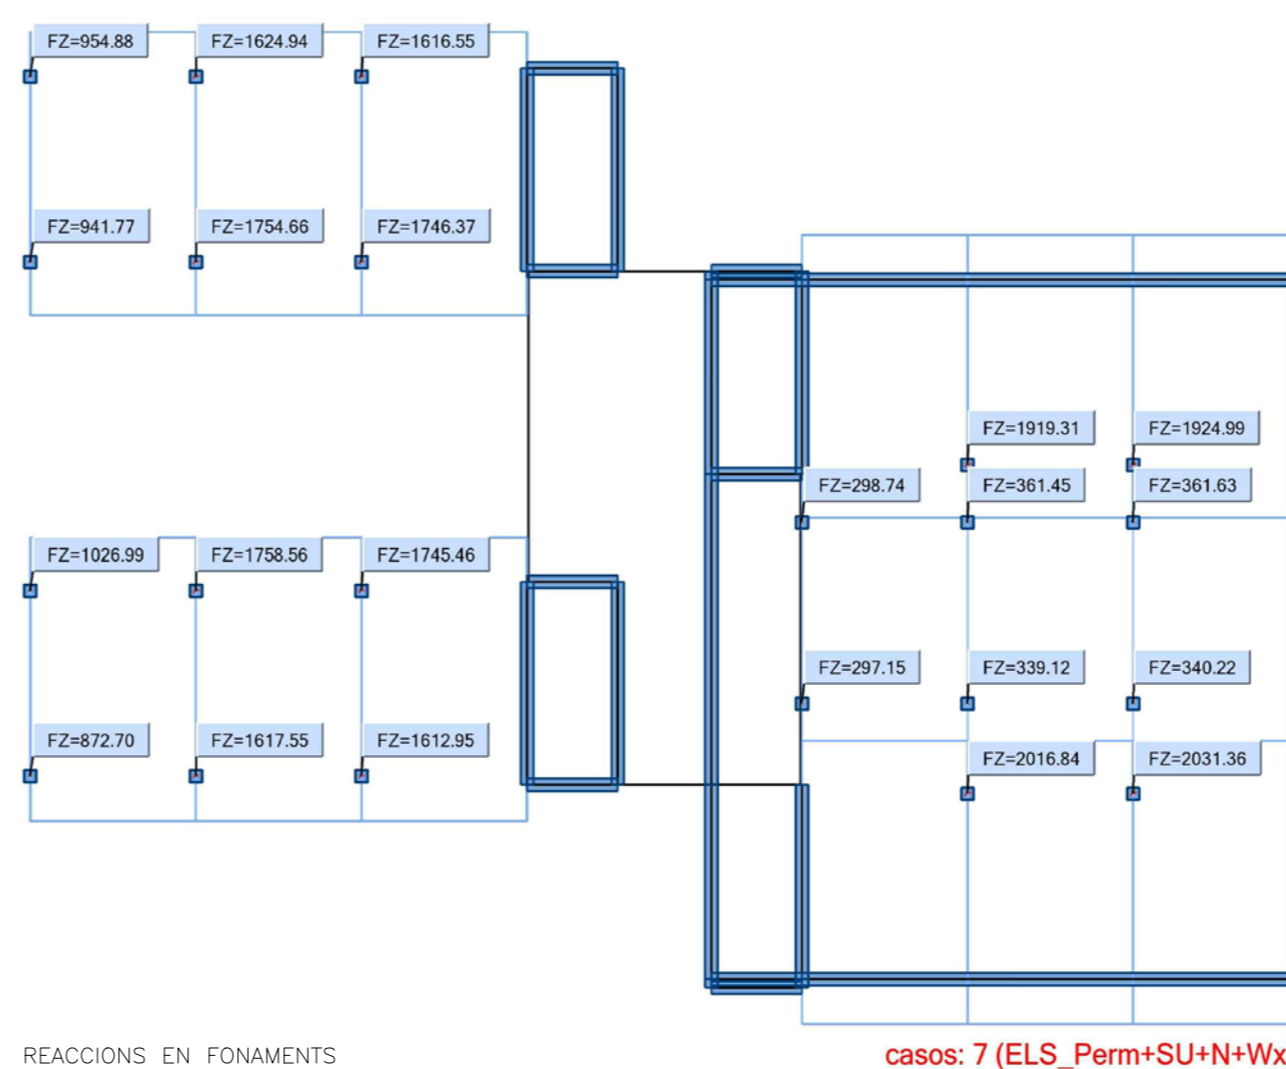 FZ=954.88 FZ=1624.94 FZ=1616.55
FZ=941.77 FZ=1754.66 FZ=1746.37
FZ=1919.31 FZ=1924.99
FZ=298.74 FZ=361.45 FZ=361.63
FZ=1026.99 FZ=1758.56 FZ=1745.46
FZ=297.15 FZ=339.12 FZ=340.22
FZ=872.70 FZ=1617.55 FZ=1612.95
FZ=2016.84 FZ=2031.36
REACCIONS EN FONAMENTS
casos: 7 (ELS_Perm+SU+N+Wx